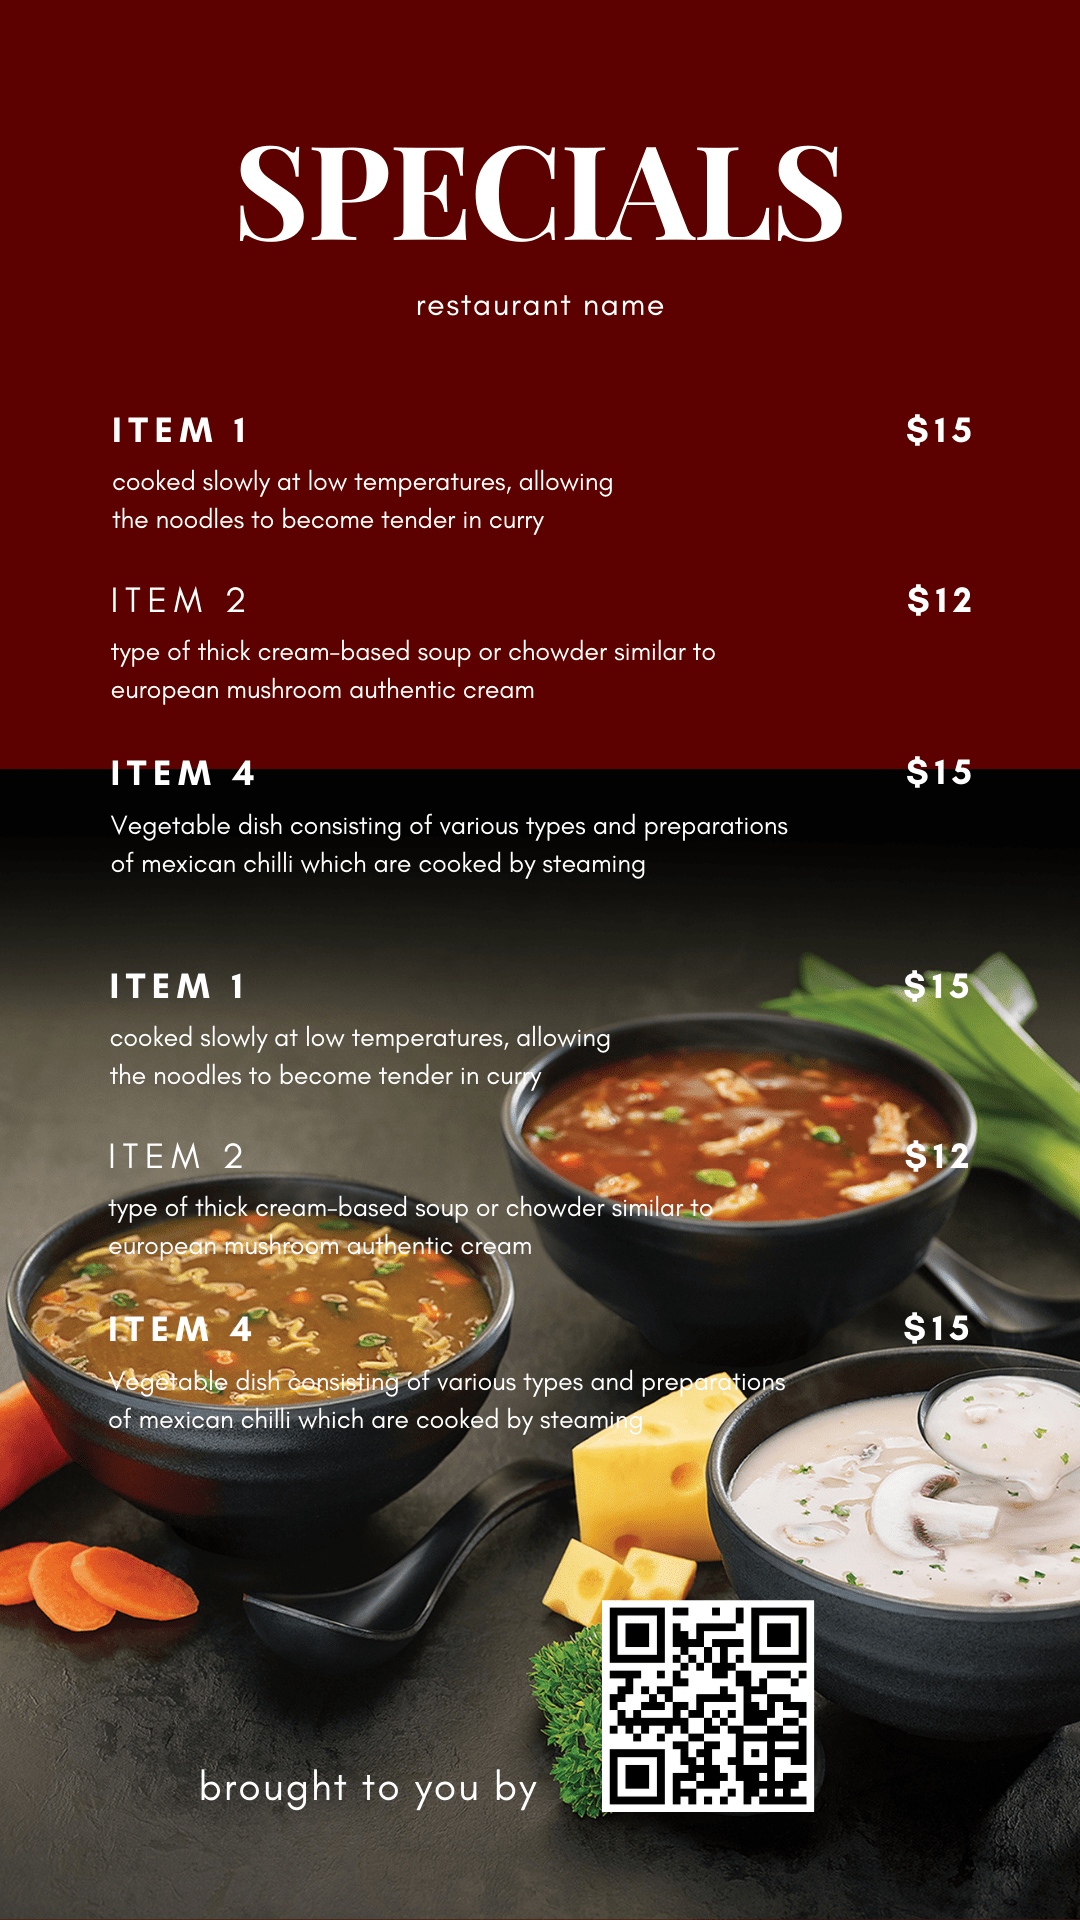 SPECIALS
restaurant name
ITEM 1 $15
cooked slowly at low temperatures, allowing
the noodles to become tender in curry
ITEM 2 $12
type of thick cream-based soup or chowder similar to
european mushroom authentic cream
ITEM 4 $15
Vegetable dish consisting of various types and preparations
of mexican chilli which are cooked by steaming
ITEM 1 $15
cooked slowly at low temperatures, allowing
the noodles to become tender in curry
ITEM 2 $12
type of thick cream-based soup or chowder similar to
european mushroom authentic cream
ITEM 4 $15
Vegetable dish consisting of various types and preparations
of mexican chilli which are cooked by steaming
brought to you by